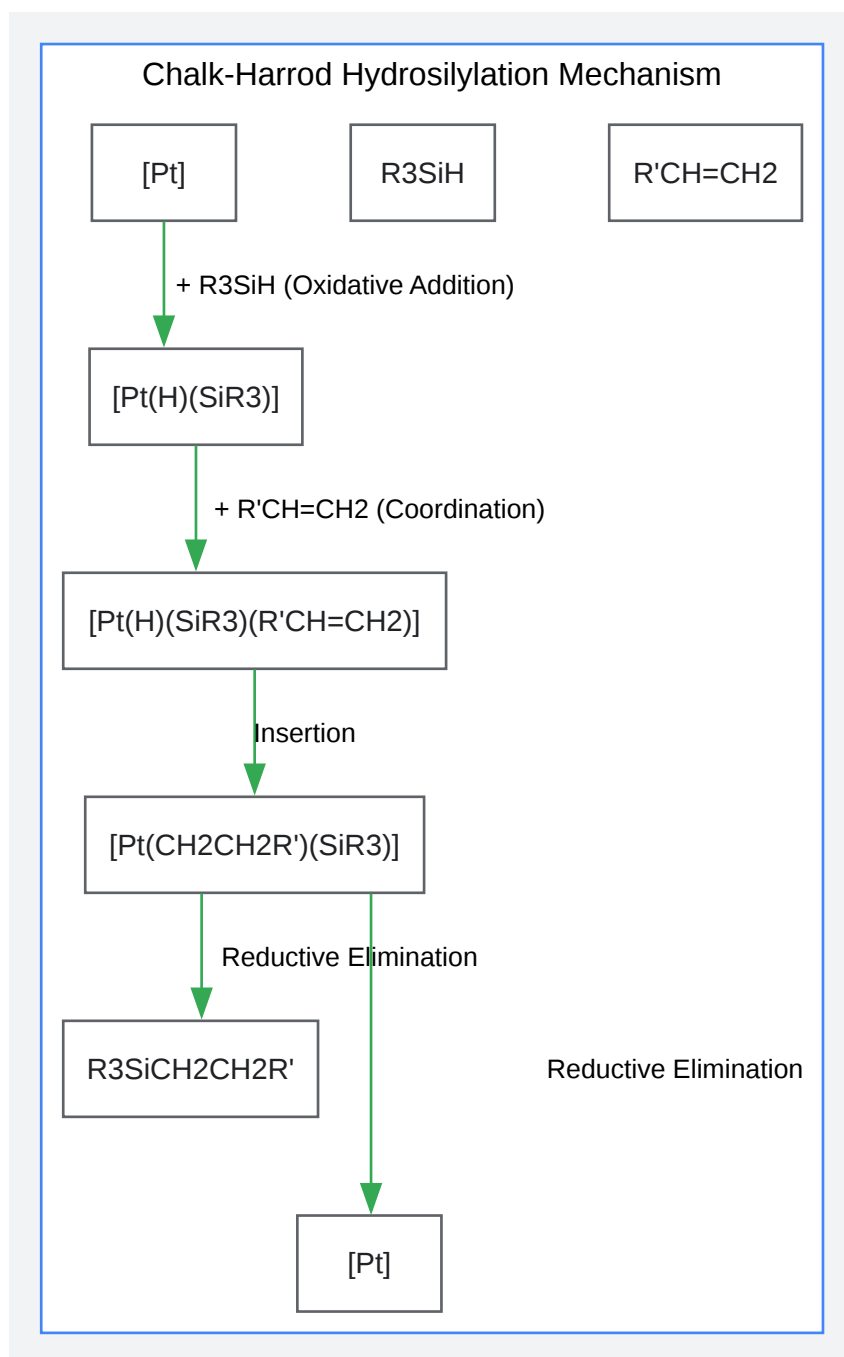 Chalk-Harrod Hydrosilylation Mechanism
[Pt]
R3SiH
R'CH=CH2
+ R3SiH (Oxidative Addition)
[Pt(H)(SiR3)]
+ R'CH=CH2 (Coordination)
[Pt(H)(SiR3)(R'CH=CH2)]
Insertion
[Pt(CH2CH2R')(SiR3)]
Reductive Elimination
R3SiCH2CH2R'
Reductive Elimination
[Pt]